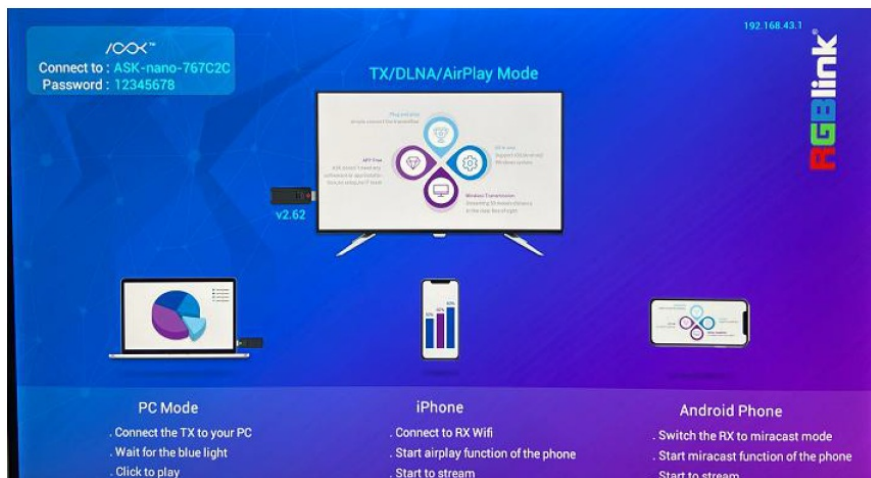 Connect to : ASK-nano-767C2C
Password : 12345678
192.168.43.1
RGBlink
TX/DLNA/AirPlay Mode
v2.62
PC Mode
. Connect the TX to your PC
. Wait for the blue light
. Click to play
iPhone
. Connect to RX Wifi
. Start airplay function of the phone
. Start to stream
Android Phone
. Switch the RX to miracast mode
. Start miracast function of the phone
. Start to stream